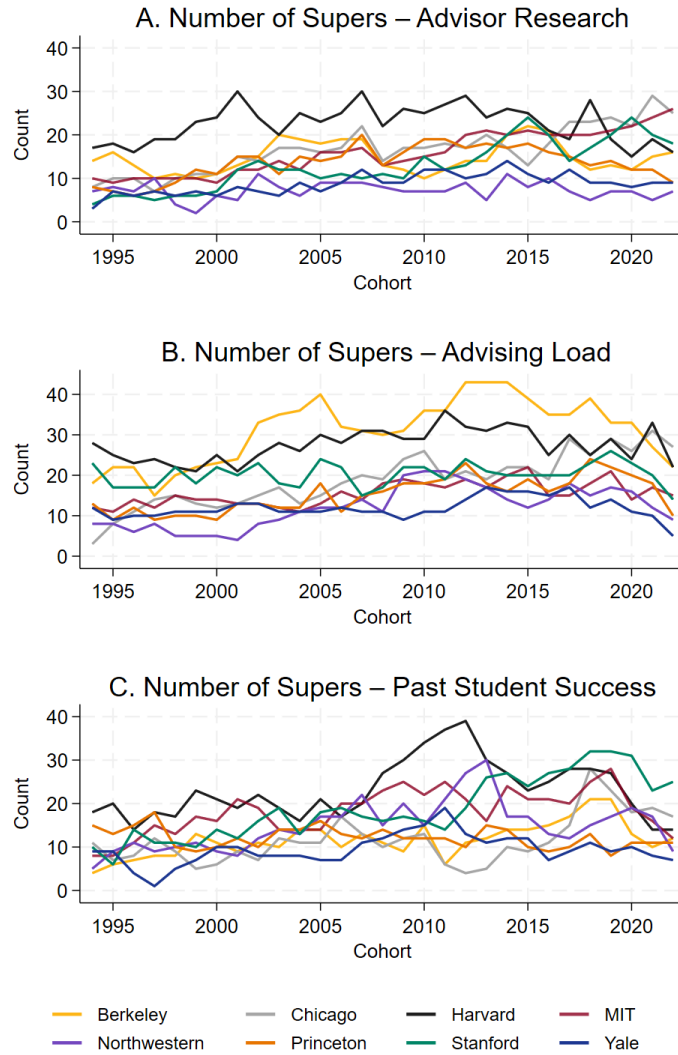 A. Number of Supers – Advisor Research
40
30
20
10
0
Count
1995 2000 2005 2010 2015 2020
Cohort
B. Number of Supers – Advising Load
40
30
20
10
0
Count
1995 2000 2005 2010 2015 2020
Cohort
C. Number of Supers – Past Student Success
40
30
20
10
0
Count
1995 2000 2005 2010 2015 2020
Cohort
Berkeley Chicago Harvard MIT
Northwestern Princeton Stanford Yale